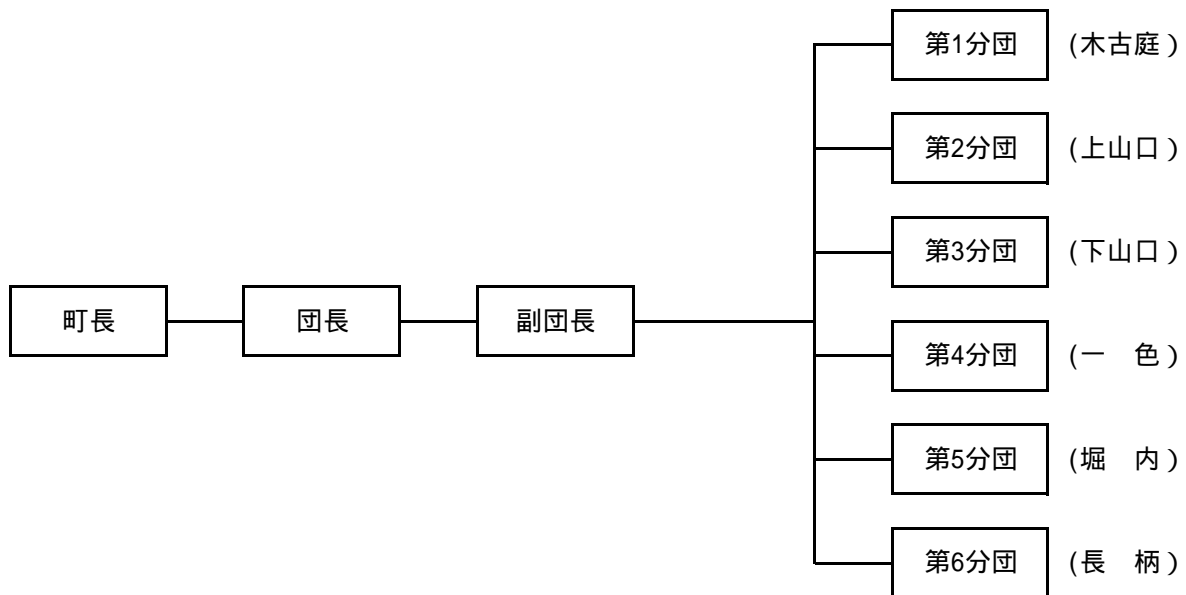 第1分団 (木古庭)
第2分団 (上山口)
第3分団 (下山口)
町長 団長 副団長
第4分団 (一　色)
第5分団 (堀　内)
第6分団 (長　柄)